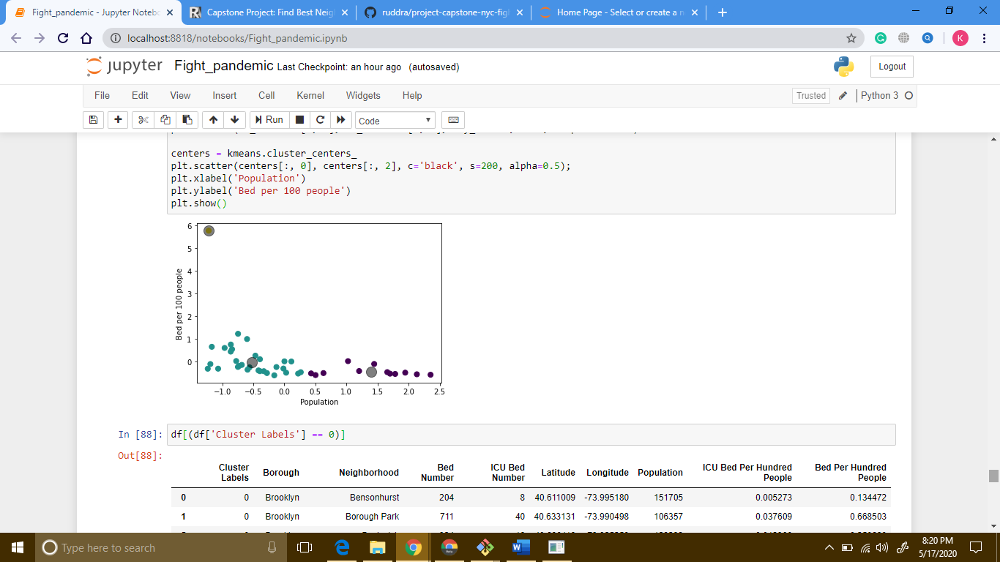 Fight_pandemic - Jupyter Notebo
Capstone Project: Find Best Neig
ruddra/project-capstone-nyc-figh
Home Page - Select or create a n
localhost:8818/notebooks/Fight_pandemic.ipynb
K
jupyter Fight_pandemic Last Checkpoint: an hour ago (autosaved)
Logout
File Edit View Insert Cell Kernel Widgets Help
Trusted Python 3
Run Code
centers = kmeans.cluster_centers_
plt.scatter(centers[:, 0], centers[:, 2], c='black', s=200, alpha=0.5);
plt.xlabel('Population')
plt.ylabel('Bed per 100 people')
plt.show()
6
5
4
3
2
1
0
Bed per 100 people
−1.0 −0.5 0.0 0.5 1.0 1.5 2.0 2.5
Population
In [88]: df[(df['Cluster Labels'] == 0)]
Out[88]:
Cluster Labels Borough Neighborhood Bed Number ICU Bed Number Latitude Longitude Population ICU Bed Per Hundred People Bed Per Hundred People
0 0 Brooklyn Bensonhurst 204 8 40.611009 -73.995180 151705 0.005273 0.134472
1 0 Brooklyn Borough Park 711 40 40.633131 -73.990498 106357 0.037609 0.668503
Type here to search
8:20 PM
5/17/2020